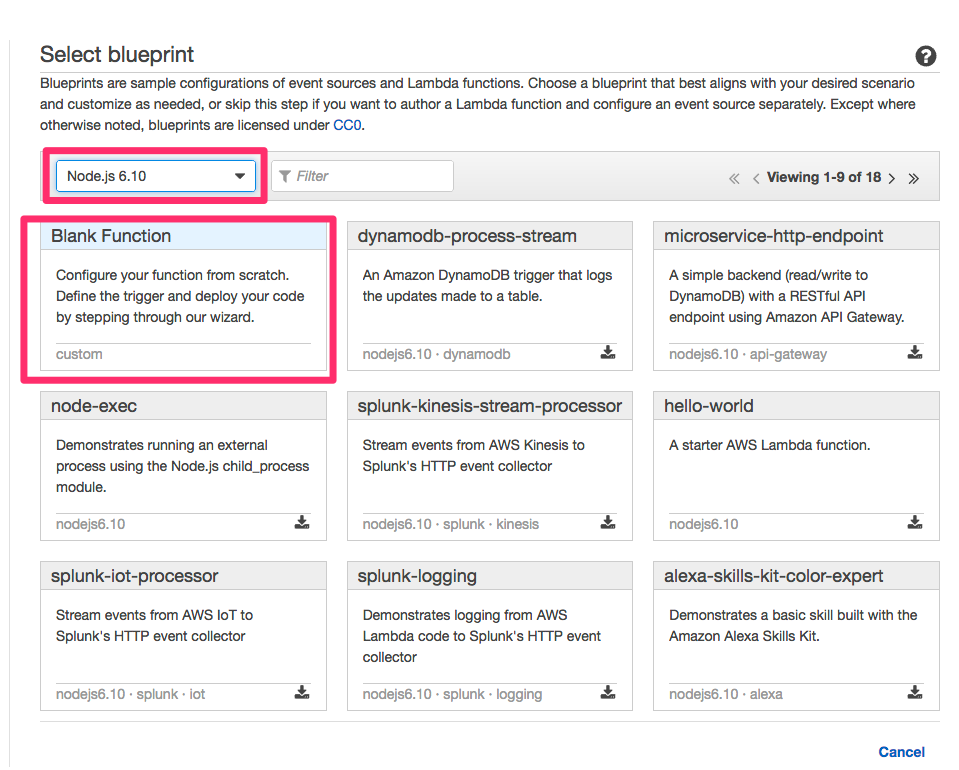 Select blueprint
Blueprints are sample configurations of event sources and Lambda functions. Choose a blueprint that best aligns with your desired scenario
and customize as needed, or skip this step if you want to author a Lambda function and configure an event source separately. Except where
otherwise noted, blueprints are licensed under CC0.
Node.js 6.10
Filter
« ‹ Viewing 1-9 of 18 › »
Blank Function
Configure your function from scratch.
Define the trigger and deploy your code
by stepping through our wizard.
custom
dynamodb-process-stream
An Amazon DynamoDB trigger that logs
the updates made to a table.
nodejs6.10 · dynamodb
microservice-http-endpoint
A simple backend (read/write to
DynamoDB) with a RESTful API
endpoint using Amazon API Gateway.
nodejs6.10 · api-gateway
node-exec
Demonstrates running an external
process using the Node.js child_process
module.
nodejs6.10
splunk-kinesis-stream-processor
Stream events from AWS Kinesis to
Splunk's HTTP event collector
nodejs6.10 · splunk · kinesis
hello-world
A starter AWS Lambda function.
nodejs6.10
splunk-iot-processor
Stream events from AWS IoT to
Splunk's HTTP event collector
nodejs6.10 · splunk · iot
splunk-logging
Demonstrates logging from AWS
Lambda code to Splunk's HTTP event
collector
nodejs6.10 · splunk · logging
alexa-skills-kit-color-expert
Demonstrates a basic skill built with the
Amazon Alexa Skills Kit.
nodejs6.10 · alexa
Cancel